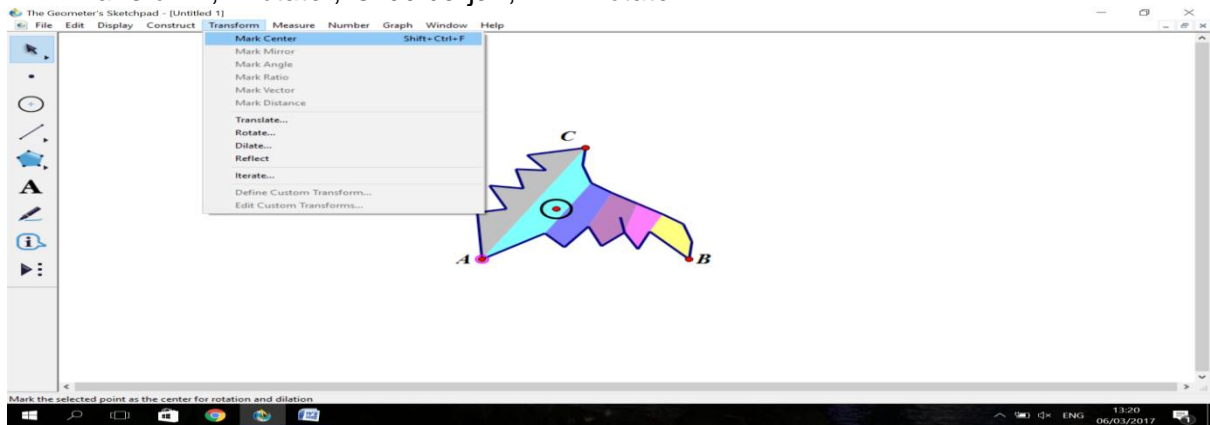 The Geometer's Sketchpad - [Untitled 1]
File Edit Display Construct Transform Measure Number Graph Window Help
Mark Center Shift+Ctrl+F
Mark Mirror
Mark Angle
Mark Ratio
Mark Vector
Mark Distance
Translate...
Rotate...
Dilate...
Reflect
Iterate...
Define Custom Transform...
Edit Custom Transforms...
A
C
A
B
Mark the selected point as the center for rotation and dilation
ENG
13:20
06/03/2017